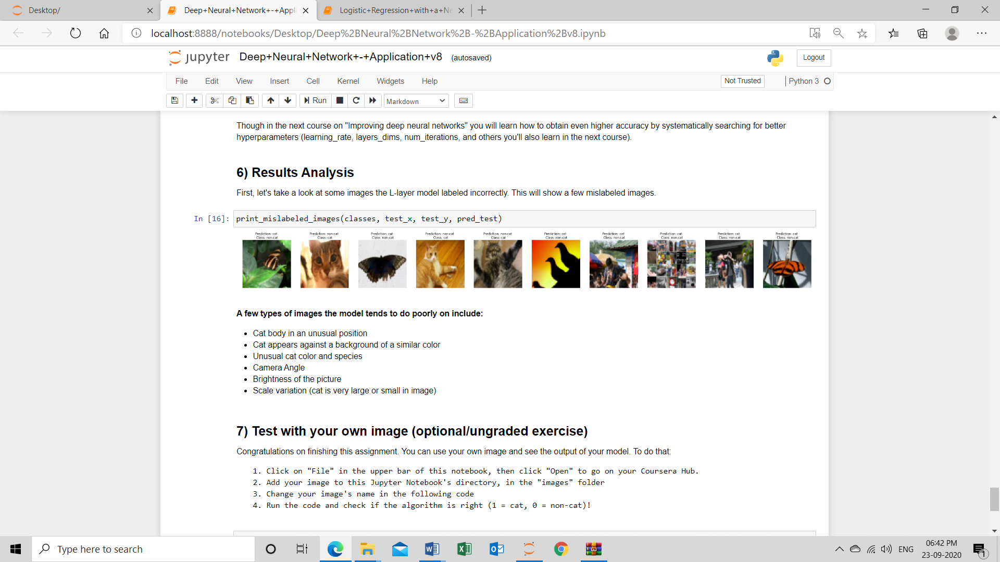 Desktop/
Deep+Neural+Network+-+Appli
Logistic+Regression+with+a+Ne
localhost:8888/notebooks/Desktop/Deep%2BNeural%2BNetwork%2B-%2BApplication%2Bv8.ipynb
jupyter Deep+Neural+Network+-+Application+v8 (autosaved)
Logout
File Edit View Insert Cell Kernel Widgets Help
Not Trusted
Python 3
Run
Markdown
Though in the next course on "Improving deep neural networks" you will learn how to obtain even higher accuracy by systematically searching for better
hyperparameters (learning_rate, layers_dims, num_iterations, and others you'll also learn in the next course).
6) Results Analysis
First, let's take a look at some images the L-layer model labeled incorrectly. This will show a few mislabeled images.
In [16]: print_mislabeled_images(classes, test_x, test_y, pred_test)
Prediction: cat
Class: non-cat
Prediction: non-cat
Class: cat
Prediction: cat
Class: non-cat
Prediction: non-cat
Class: cat
Prediction: non-cat
Class: cat
Prediction: cat
Class: non-cat
Prediction: cat
Class: non-cat
Prediction: cat
Class: non-cat
Prediction: cat
Class: non-cat
Prediction: cat
Class: non-cat
A few types of images the model tends to do poorly on include:
• Cat body in an unusual position
• Cat appears against a background of a similar color
• Unusual cat color and species
• Camera Angle
• Brightness of the picture
• Scale variation (cat is very large or small in image)
7) Test with your own image (optional/ungraded exercise)
Congratulations on finishing this assignment. You can use your own image and see the output of your model. To do that:
1. Click on "File" in the upper bar of this notebook, then click "Open" to go on your Coursera Hub.
2. Add your image to this Jupyter Notebook's directory, in the "images" folder
3. Change your image's name in the following code
4. Run the code and check if the algorithm is right (1 = cat, 0 = non-cat)!
Type here to search
ENG
06:42 PM
23-09-2020
1